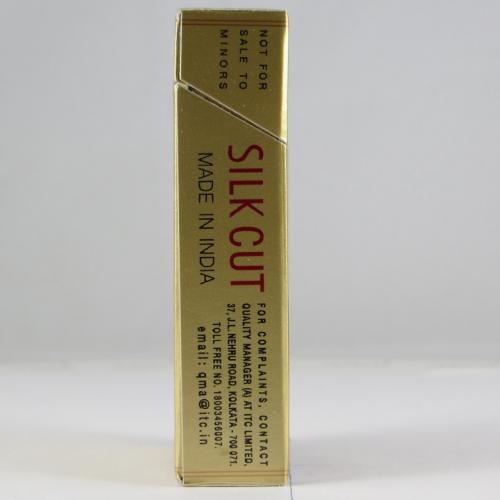 NOT FOR
SALE TO
MINORS
SILK CUT
MADE IN INDIA
FOR COMPLAINTS, CONTACT
QUALITY MANAGER (A) AT ITC LIMITED,
37, J.L. NEHRU ROAD, KOLKATA - 700 071.
TOLL FREE NO. 18003456007.
email: qma@itc.in